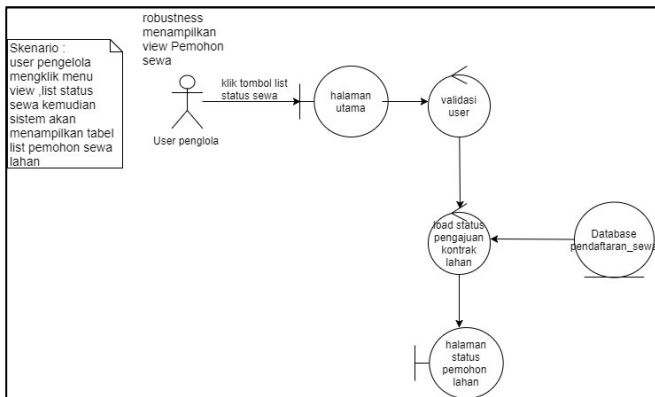 robustness
menampilkan
view Pemohon
sewa
Skenario :
user pengelola
mengklik menu
view ,list status
sewa kemudian
sistem akan
menampilkan tabel
list pemohon sewa
lahan
klik tombol list
status sewa
User penglola
halaman
utama
validasi
user
load status
pengajuan
kontrak
lahan
Database
pendaftaran_sewa
halaman
status
pemohon
lahan